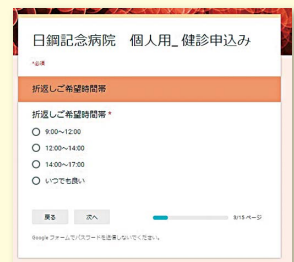 日鋼記念病院 個人用_ 健診申込み
*必須
折返しご希望時間帯
折返しご希望時間帯 *
9:00～12:00
12:00～14:00
14:00～17:00
いつでも良い
戻る 次へ 3/15 ページ
Google フォームでパスワードを送信しないでください。